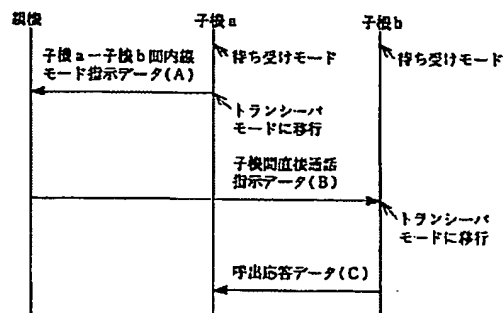 親機
子機a
子機b
待ち受けモード
待ち受けモード
子機a－子機b間内線
モード指示データ(A)
トランシーバ
モードに移行
子機間直接通話
指示データ(B)
トランシーバ
モードに移行
呼出応答データ(C)